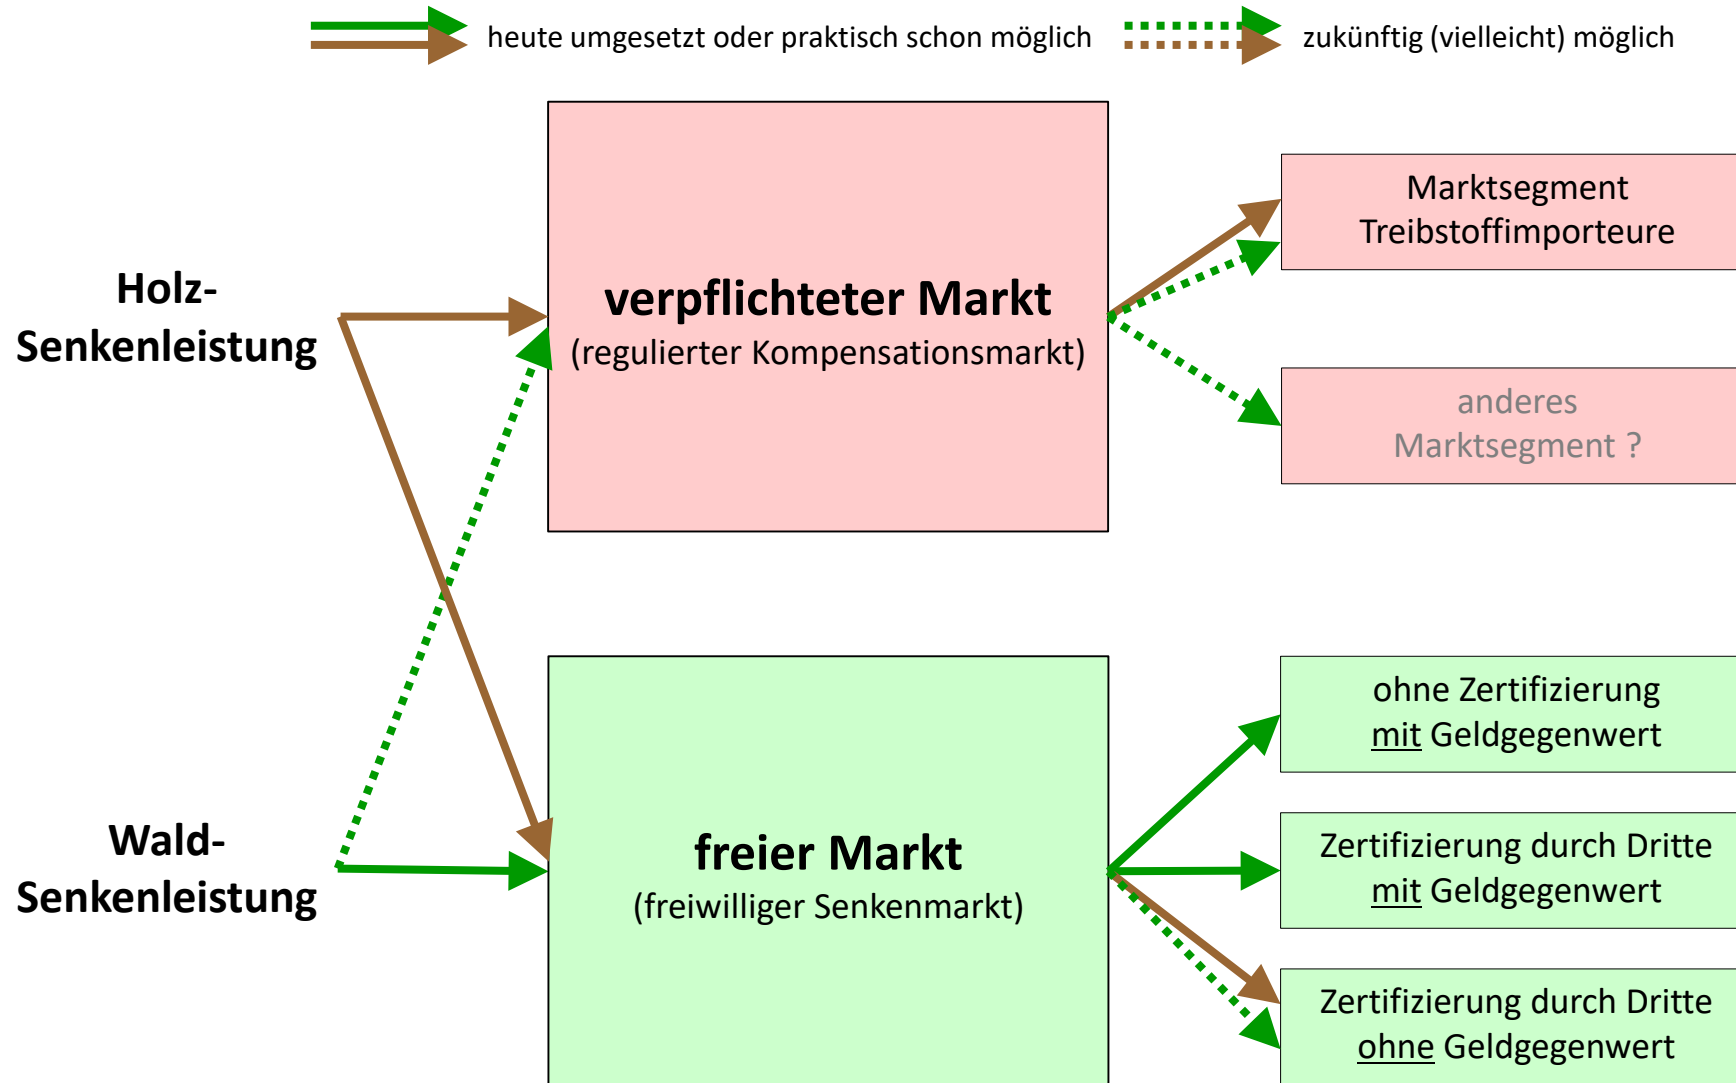 heute umgesetzt oder praktisch schon möglich
zukünftig (vielleicht) möglich
Holz-
Senkenleistung
verpflichteter Markt
(regulierter Kompensationsmarkt)
Marktsegment
Treibstoffimporteure
anderes
Marktsegment ?
Wald-
Senkenleistung
freier Markt
(freiwilliger Senkenmarkt)
ohne Zertifizierung
mit Geldgegenwert
Zertifizierung durch Dritte
mit Geldgegenwert
Zertifizierung durch Dritte
ohne Geldgegenwert